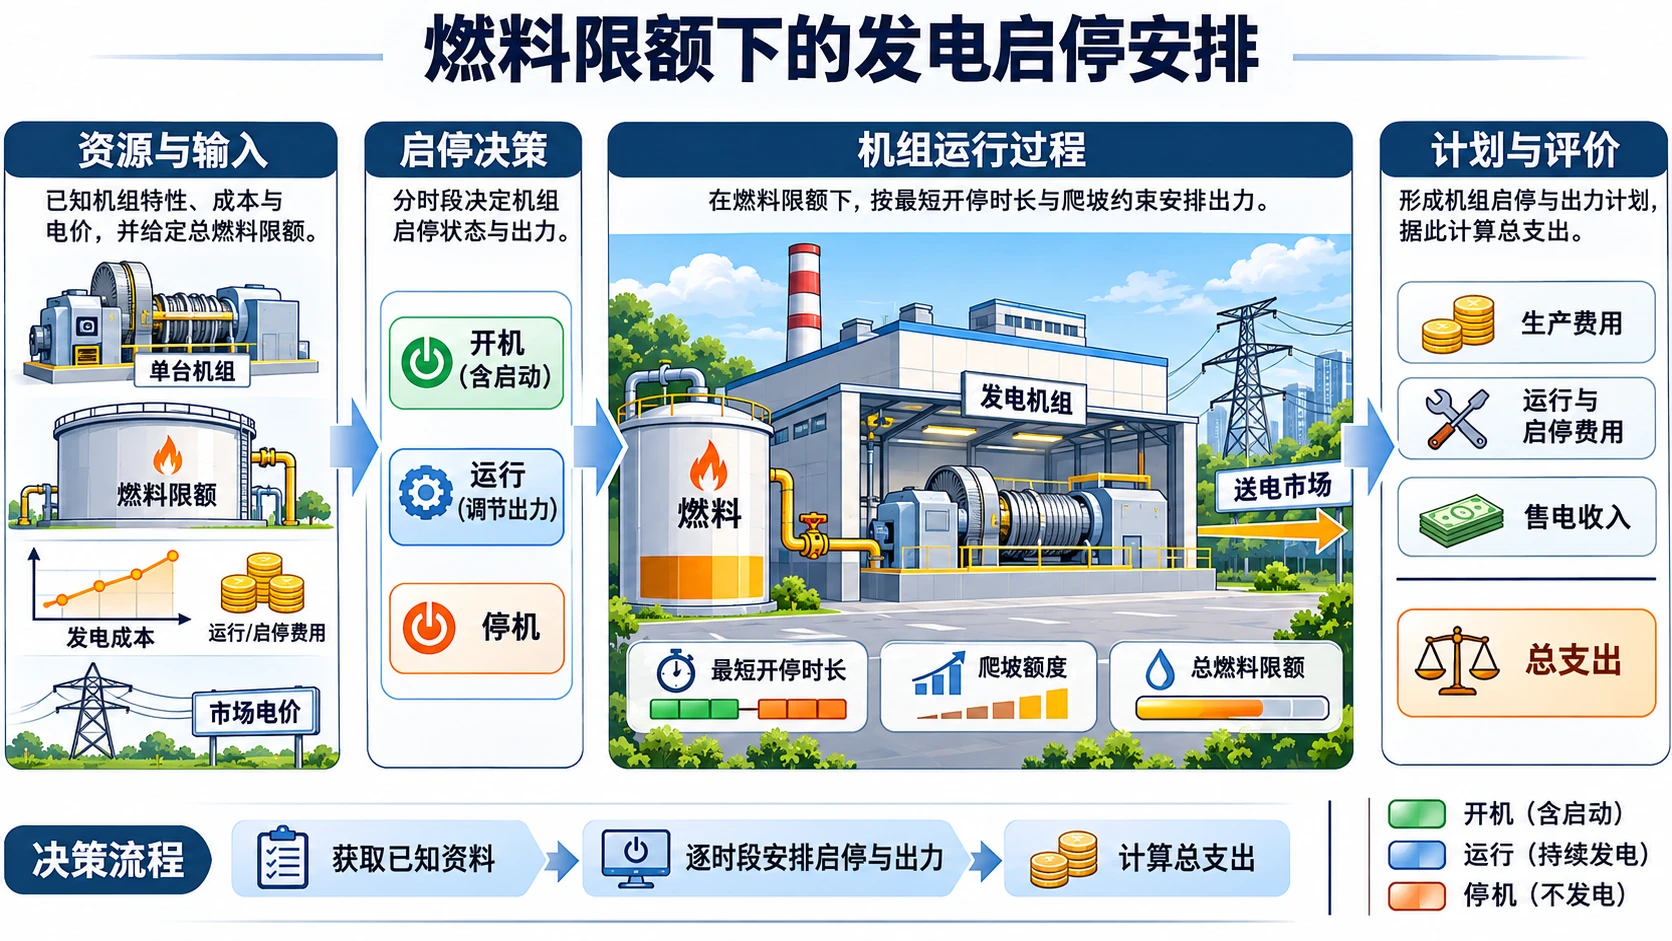 燃料限额下的发电启停安排
资源与输入
已知机组特性、成本与
电价，并给定总燃料限额。
单台机组
燃料限额
发电成本
运行/启停费用
市场电价
启停决策
分时段决定机组
启停状态与出力。
开机
（含启动）
运行
（调节出力）
停机
机组运行过程
在燃料限额下，按最短开停时长与爬坡约束安排出力。
发电机组
燃料
送电市场
最短开停时长
爬坡额度
总燃料限额
计划与评价
形成机组启停与出力计划，
据此计算总支出。
生产费用
运行与
启停费用
售电收入
总支出
决策流程
获取已知资料
逐时段安排启停与出力
计算总支出
开机（含启动）
运行（持续发电）
停机（不发电）